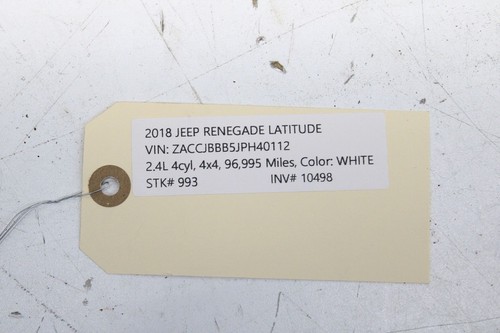 2018 JEEP RENEGADE LATITUDE
VIN: ZACCJBBB5JPH40112
2.4L 4cyl, 4x4, 96,995 Miles, Color: WHITE
STK# 993 INV# 10498